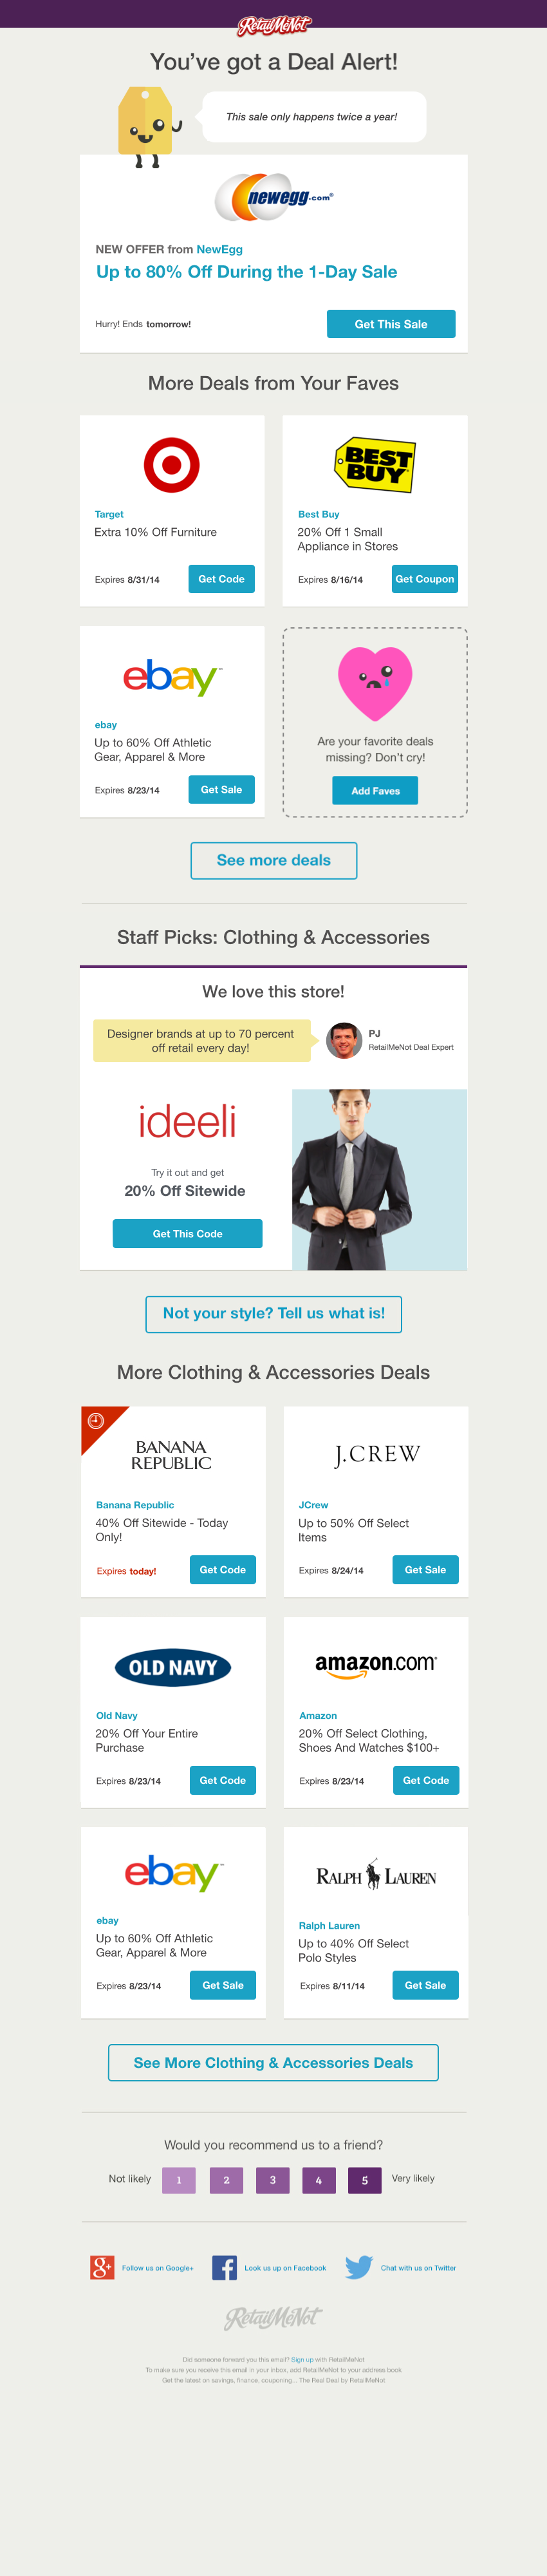 RetailMeNot
You've got a Deal Alert!
This sale only happens twice a year!
newegg.com®
NEW OFFER from NewEgg
Up to 80% Off During the 1-Day Sale
Hurry! Ends tomorrow!
Get This Sale
More Deals from Your Faves
Target
Extra 10% Off Furniture
Expires 8/31/14
Get Code
BEST
BUY
Best Buy
20% Off 1 Small
Appliance in Stores
Expires 8/16/14
Get Coupon
ebay™
ebay
Up to 60% Off Athletic
Gear, Apparel & More
Expires 8/23/14
Get Sale
Are your favorite deals
missing? Don't cry!
Add Faves
See more deals
Staff Picks: Clothing & Accessories
We love this store!
Designer brands at up to 70 percent
off retail every day!
PJ
RetailMeNot Deal Expert
ideeli
Try it out and get
20% Off Sitewide
Get This Code
Not your style? Tell us what is!
More Clothing & Accessories Deals
BANANA
REPUBLIC
Banana Republic
40% Off Sitewide - Today
Only!
Expires today!
Get Code
J.CREW
JCrew
Up to 50% Off Select
Items
Expires 8/24/14
Get Sale
OLD NAVY
Old Navy
20% Off Your Entire
Purchase
Expires 8/23/14
Get Code
amazon.com®
Amazon
20% Off Select Clothing,
Shoes And Watches $100+
Expires 8/23/14
Get Code
ebay™
ebay
Up to 60% Off Athletic
Gear, Apparel & More
Expires 8/23/14
Get Sale
RALPH LAUREN
Ralph Lauren
Up to 40% Off Select
Polo Styles
Expires 8/11/14
Get Sale
See More Clothing & Accessories Deals
Would you recommend us to a friend?
Not likely 1 2 3 4 5 Very likely
g+ Follow us on Google+
f Look us up on Facebook
Chat with us on Twitter
RetailMeNot
Did someone forward you this email? Sign up with RetailMeNot
To make sure you receive this email in your inbox, add RetailMeNot to your address book
Get the latest on savings, finance, couponing... The Real Deal by RetailMeNot